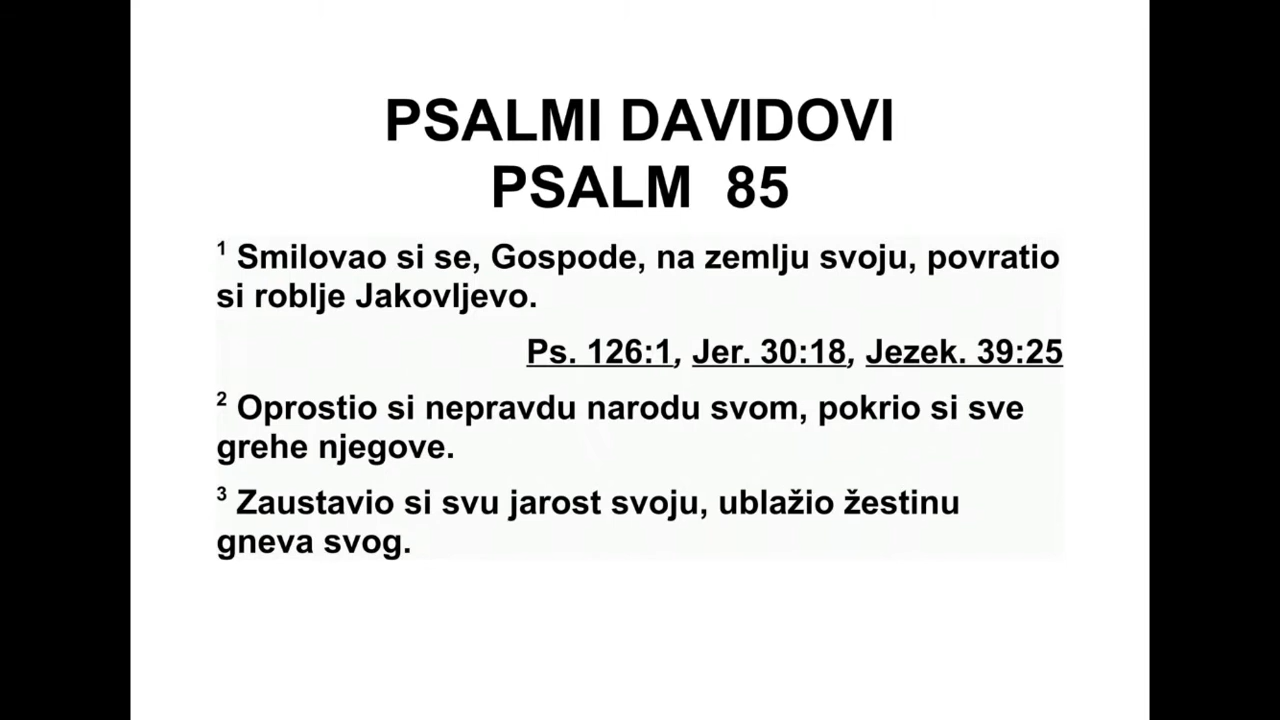 PSALMI DAVIDOVI
PSALM 85
1 Smilovao si se, Gospode, na zemlju svoju, povratio
si roblje Jakovljevo.
Ps. 126:1, Jer. 30:18, Jezek. 39:25
2 Oprostio si nepravdu narodu svom, pokrio si sve
grehe njegove.
3 Zaustavio si svu jarost svoju, ublažio žestinu
gneva svog.